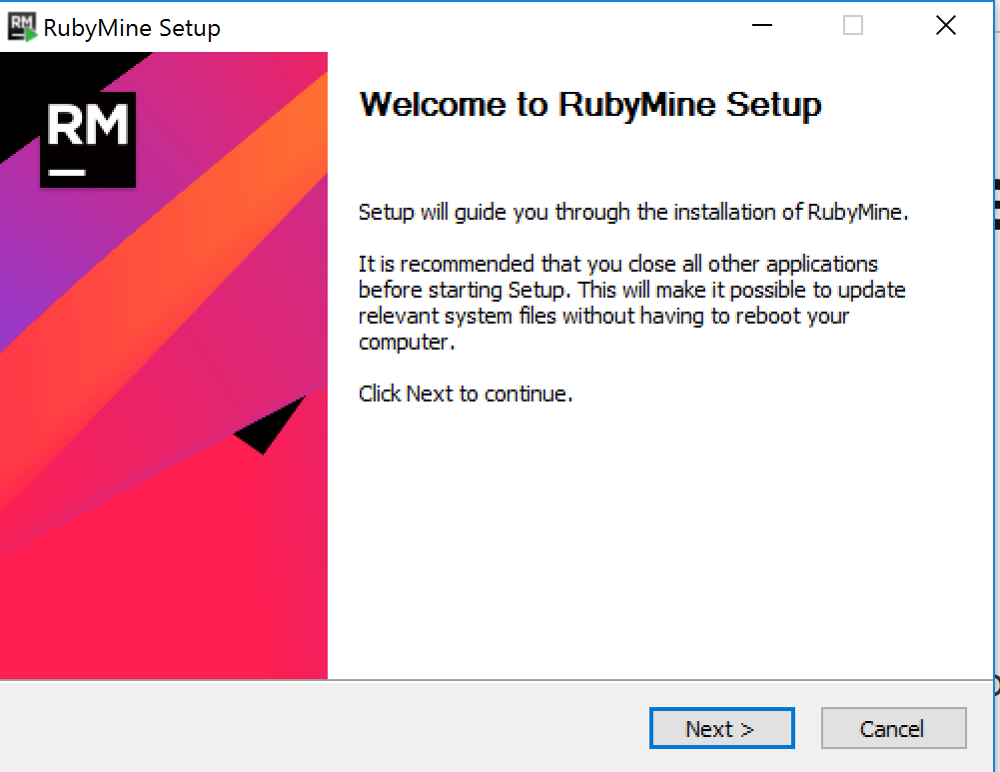 RM RubyMine Setup
RM
Welcome to RubyMine Setup
Setup will guide you through the installation of RubyMine.
It is recommended that you close all other applications
before starting Setup. This will make it possible to update
relevant system files without having to reboot your
computer.
Click Next to continue.
Next > Cancel